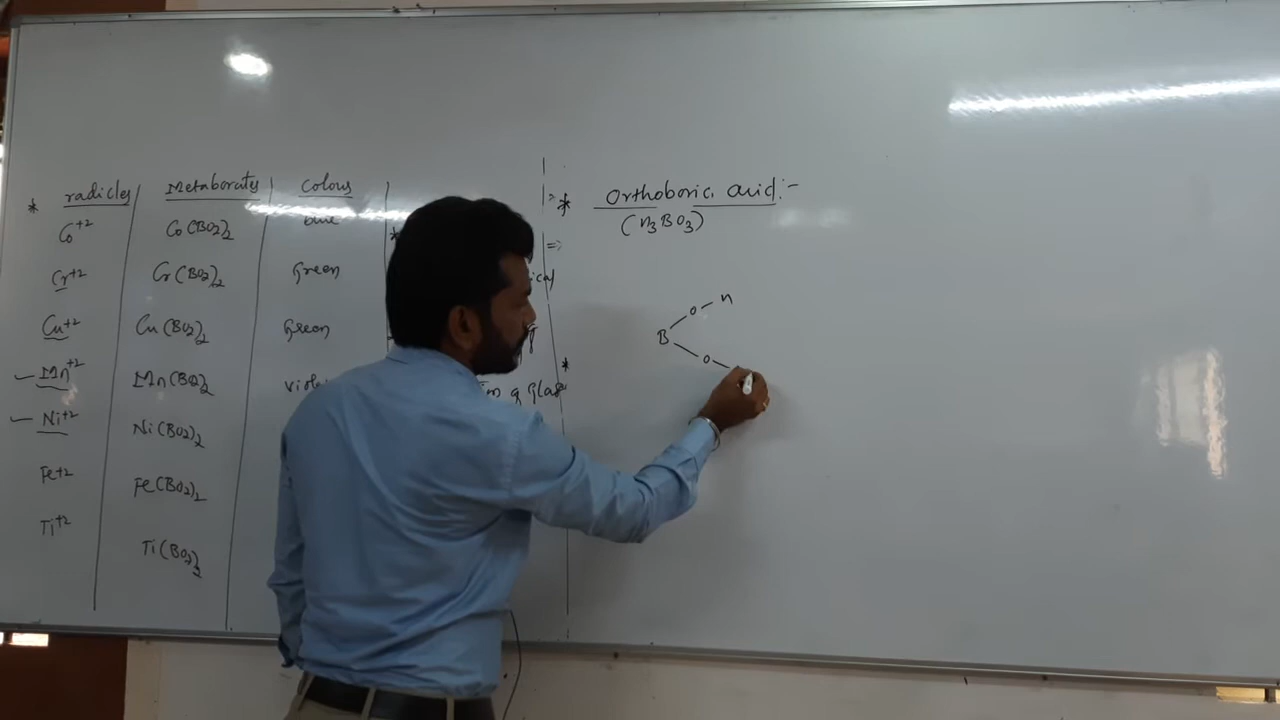 * radicles Metaborates Colous
Co+2 Co(BO2)2 blue
Cr+2 Cr(BO2)2 Green
Cu+2 Cu(BO2)2 Green
Mn+2 Mn(BO2)2
Ni+2 Ni(BO2)2
Fe+2 Fe(BO2)2
Ti+2 Ti(BO2)2
*
*
⇒ * Orthoboric acid:-
(H3BO3)
⇒
O – H
B
O –